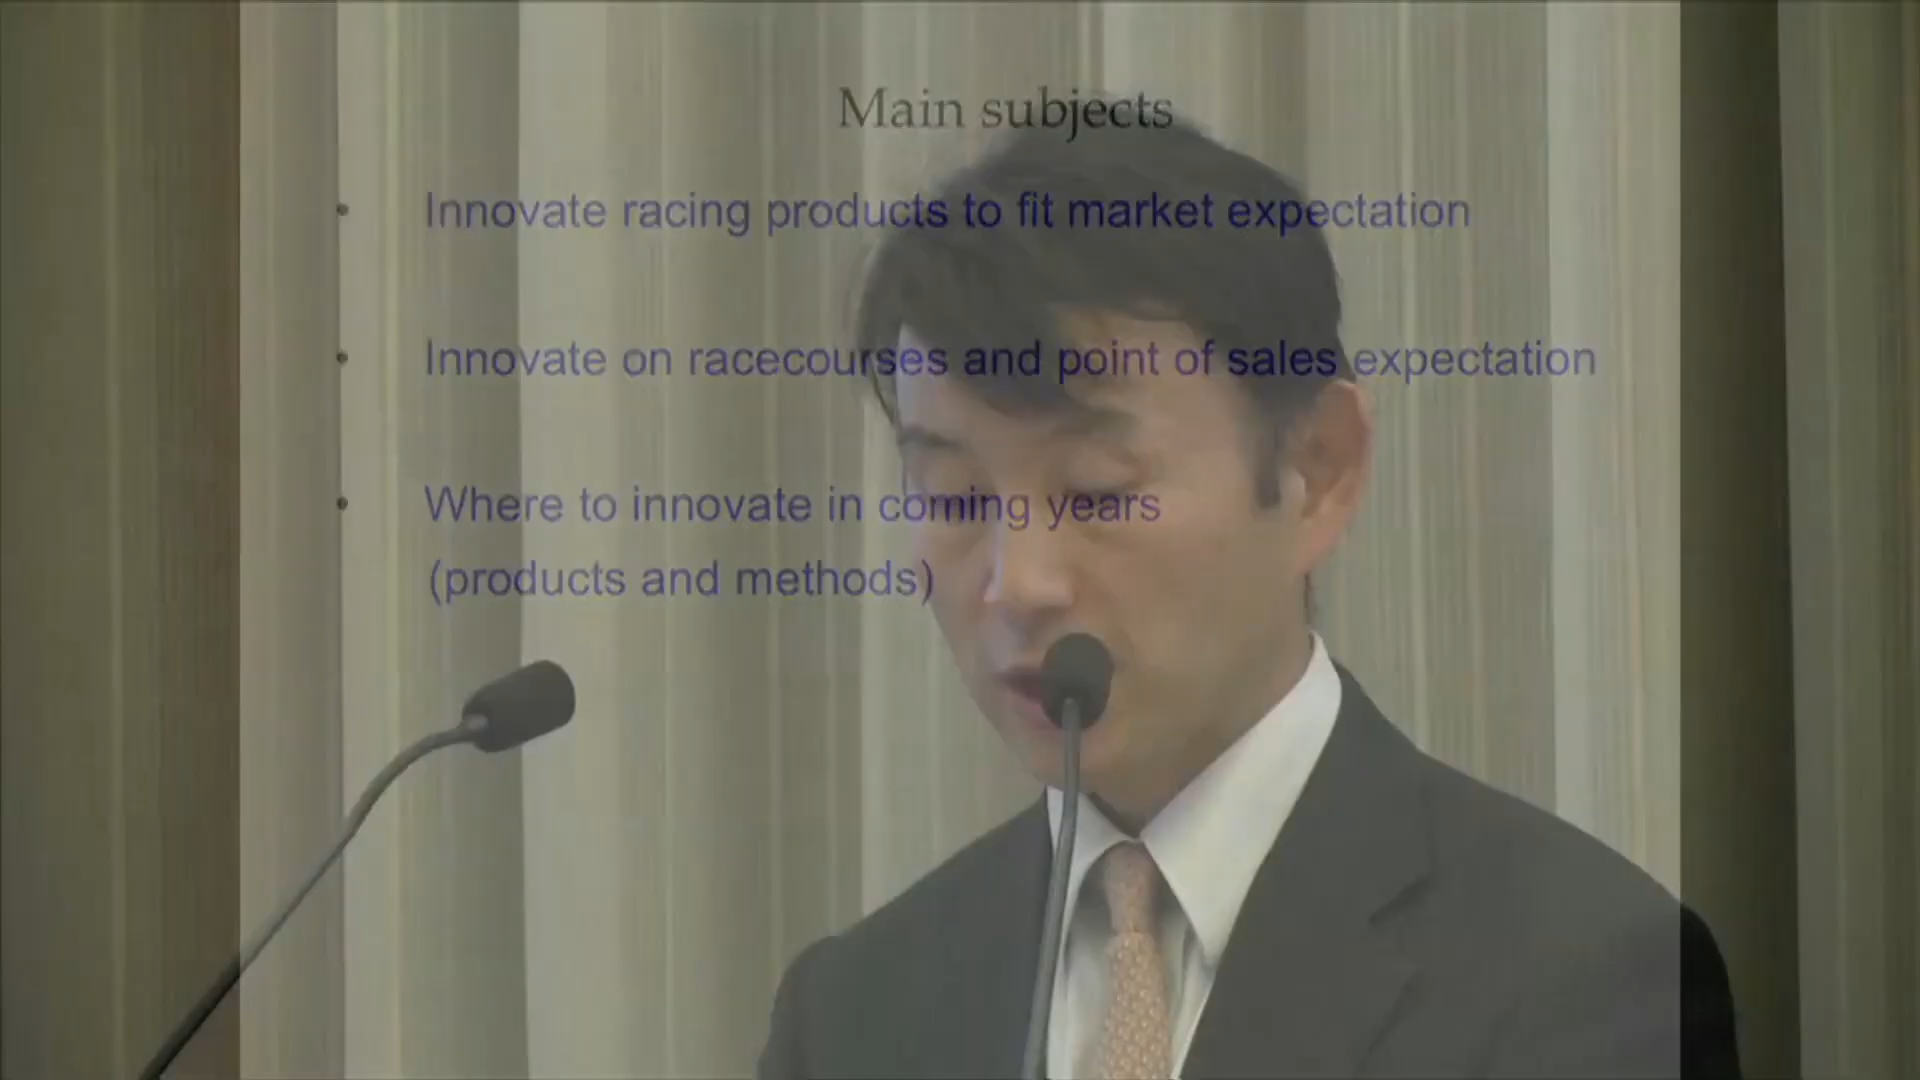 Main subjects
• Innovate racing products to fit market expectation
• Innovate on racecourses and point of sales expectation
• Where to innovate in coming years
(products and methods)